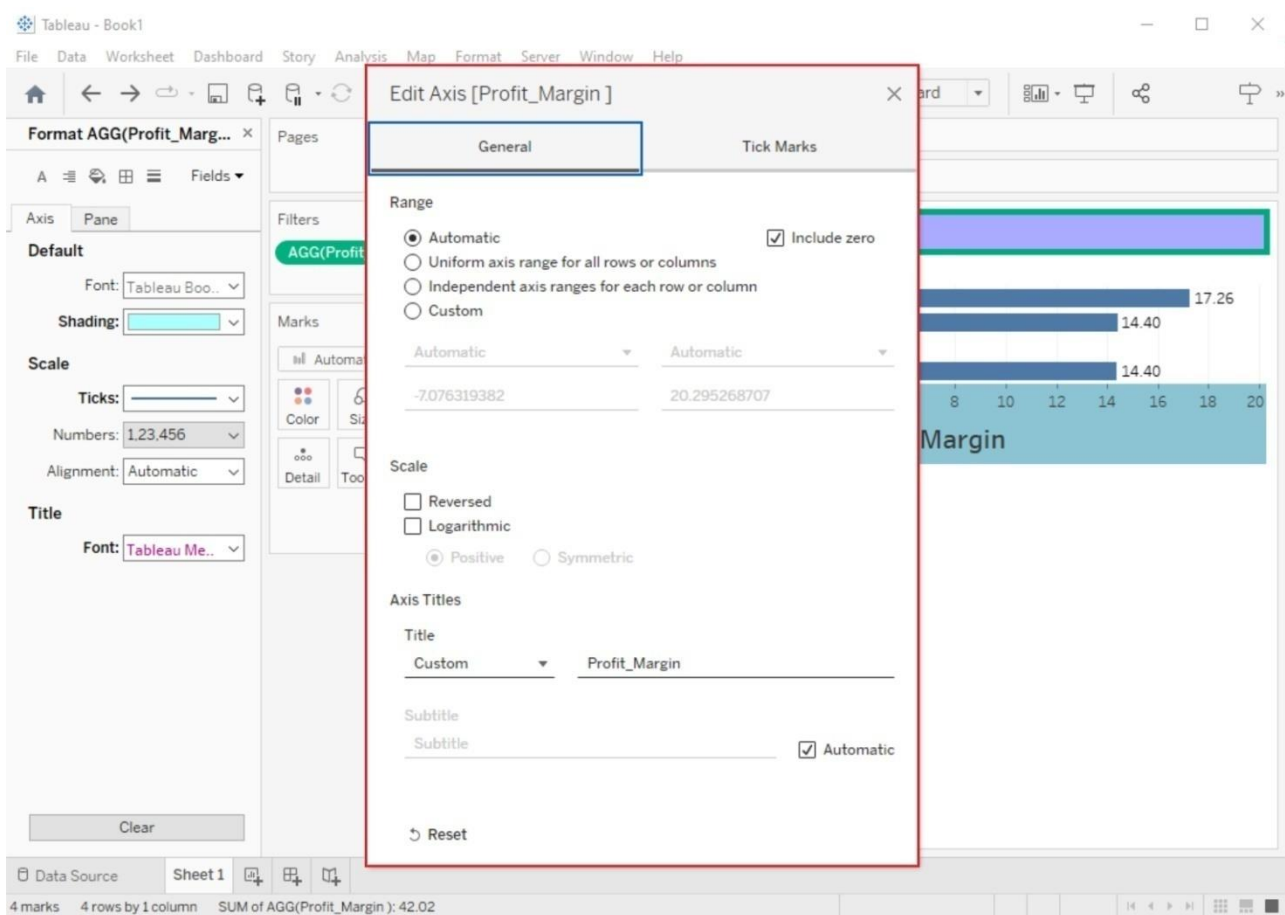 Tableau - Book1
File Data Worksheet Dashboard Story Analysis Map Format Server Window Help
Edit Axis [Profit_Margin ]
ard
Format AGG(Profit_Marg...
Fields
Axis Pane
Default
Font: Tableau Boo..
Shading:
Scale
Ticks:
Numbers: 1,23,456
Alignment: Automatic
Title
Font: Tableau Me..
Clear
Pages
Filters
AGG(Profit
Marks
Automa
Color Siz
Detail Too
General Tick Marks
Range
Automatic Include zero
Uniform axis range for all rows or columns
Independent axis ranges for each row or column
Custom
Automatic Automatic
-7.076319382 20.295268707
Scale
Reversed
Logarithmic
Positive Symmetric
Axis Titles
Title
Custom Profit_Margin
Subtitle
Subtitle Automatic
Reset
17.26
14.40
14.40
8 10 12 14 16 18 20
Margin
Data Source Sheet 1
4 marks 4 rows by 1 column SUM of AGG(Profit_Margin ): 42.02